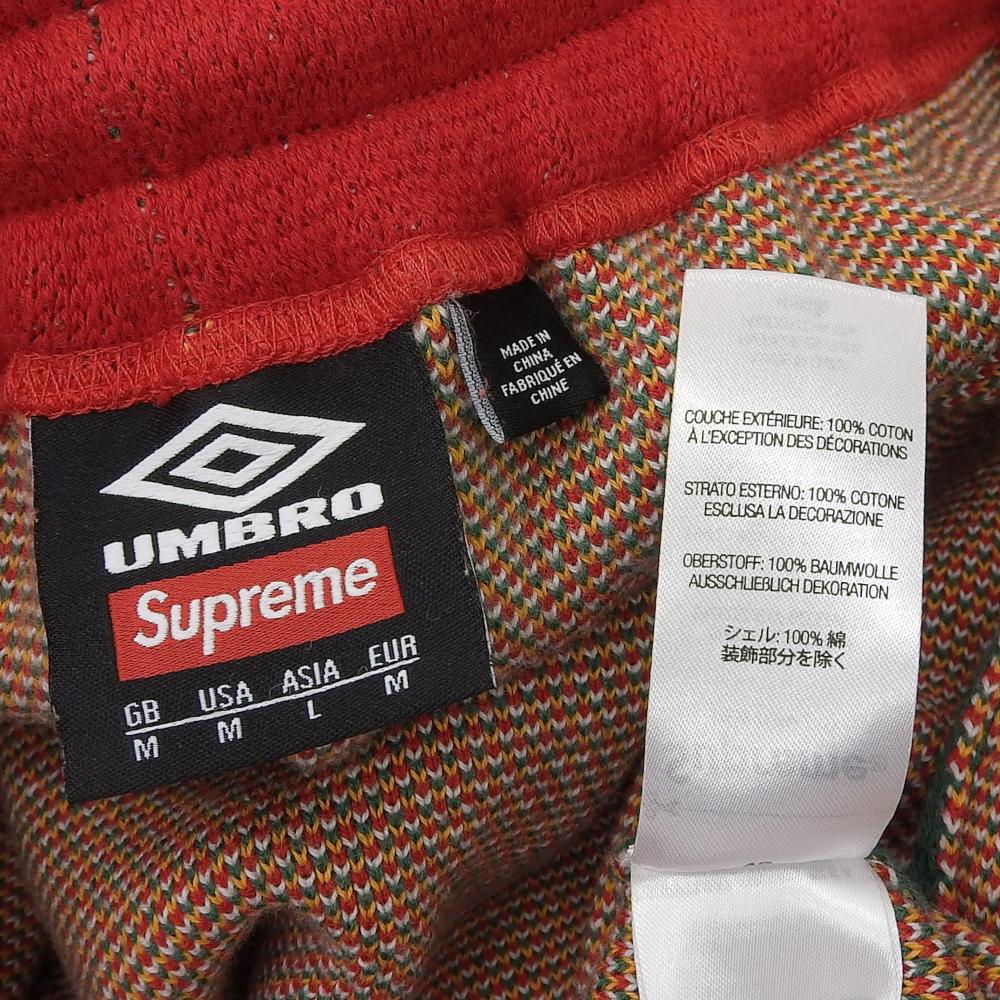 UMBRO
Supreme
GB USA ASIA EUR
M M L M
MADE IN
CHINA
FABRIQUÉ EN
CHINE
COUCHE EXTÉRIEURE: 100% COTON
À L'EXCEPTION DES DÉCORATIONS
STRATO ESTERNO: 100% COTONE
ESCLUSA LA DECORAZIONE
OBERSTOFF: 100% BAUMWOLLE
AUSSCHLIEßLICH DEKORATION
シェル: 100% 綿
装飾部分を除く